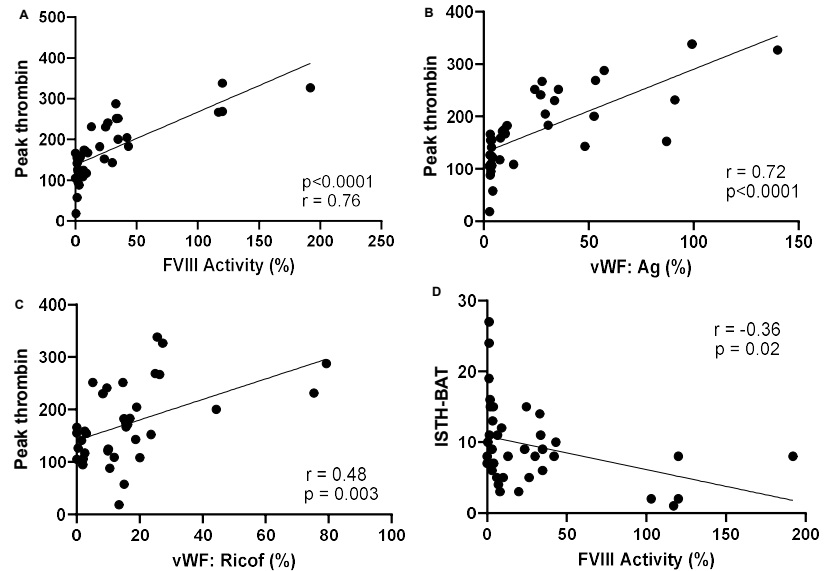 A
500
400
300
200
100
0
Peak thrombin
0
50
100
150
200
250
FVIII Activity (%)
p<0.0001
r = 0.76
B
400
300
200
100
0
Peak thrombin
0
50
100
150
vWF: Ag (%)
r = 0.72
p<0.0001
C
400
300
200
100
0
Peak thrombin
0
20
40
60
80
100
vWF: Ricof (%)
r = 0.48
p = 0.003
D
30
20
10
0
ISTH-BAT
0
50
100
150
200
FVIII Activity (%)
r = -0.36
p = 0.02